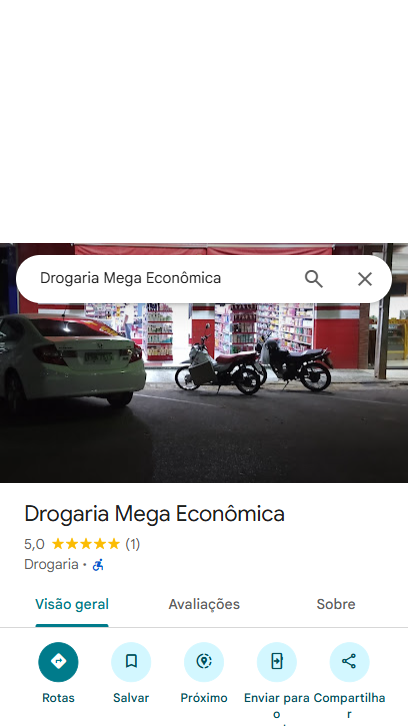 Drogaria Mega Econômica
Drogaria Mega Econômica
5,0 (1)
Drogaria ·
Visão geral Avaliações Sobre
Rotas Salvar Próximo Enviar para o Compartilhar